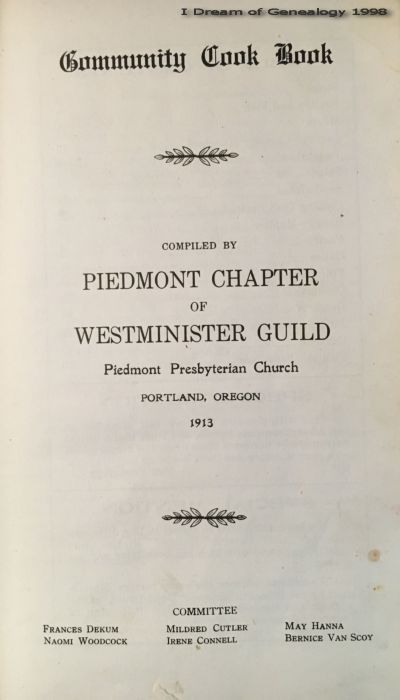 I Dream of Genealogy 1998
Community Cook Book
COMPILED BY
PIEDMONT CHAPTER
OF
WESTMINISTER GUILD
Piedmont Presbyterian Church
PORTLAND, OREGON
1913
COMMITTEE
FRANCES DEKUM MILDRED CUTLER MAY HANNA
NAOMI WOODCOCK IRENE CONNELL BERNICE VAN SCOY